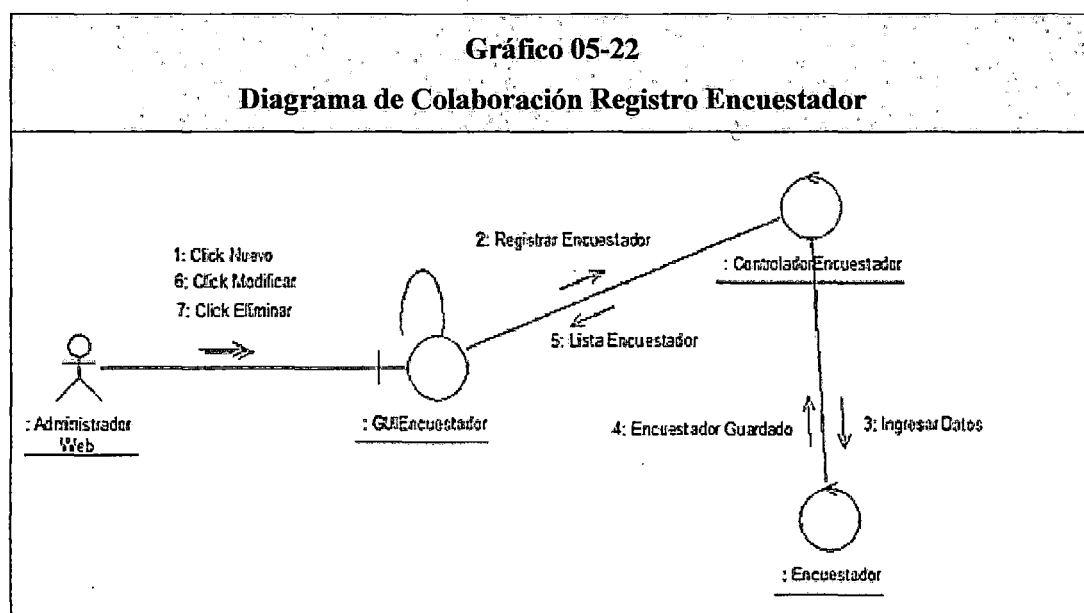 Gráfico 05-22
Diagrama de Colaboración Registro Encuestador
1: Click Nuevo
6: Click Modificar
7: Click Eliminar
2: Registrar Encuestador
: ControladorEncuestador
5: Lista Encuestador
: Administrador
Web
: GUIEncuestador
4: Encuestador Guardado
3: Ingresar Datos
: Encuestador